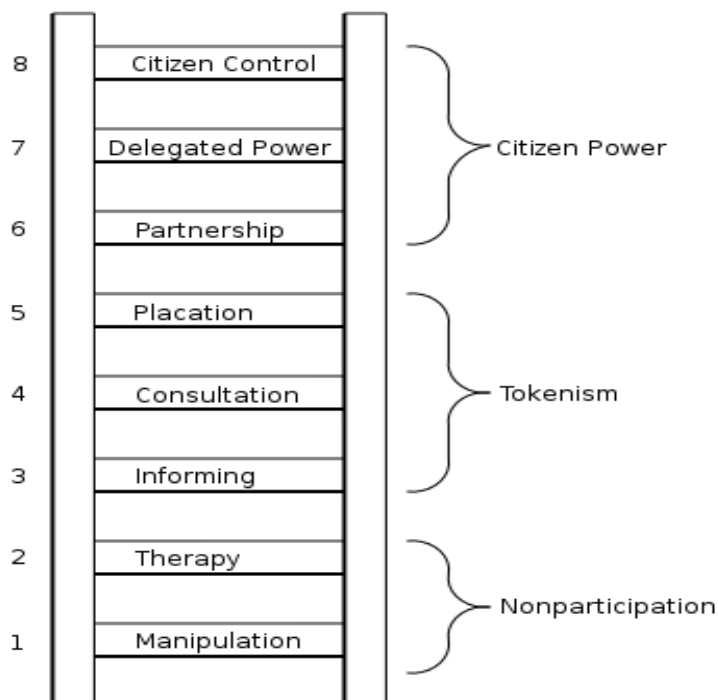 8 Citizen Control
7 Delegated Power Citizen Power
6 Partnership
5 Placation
4 Consultation Tokenism
3 Informing
2 Therapy
Nonparticipation
1 Manipulation